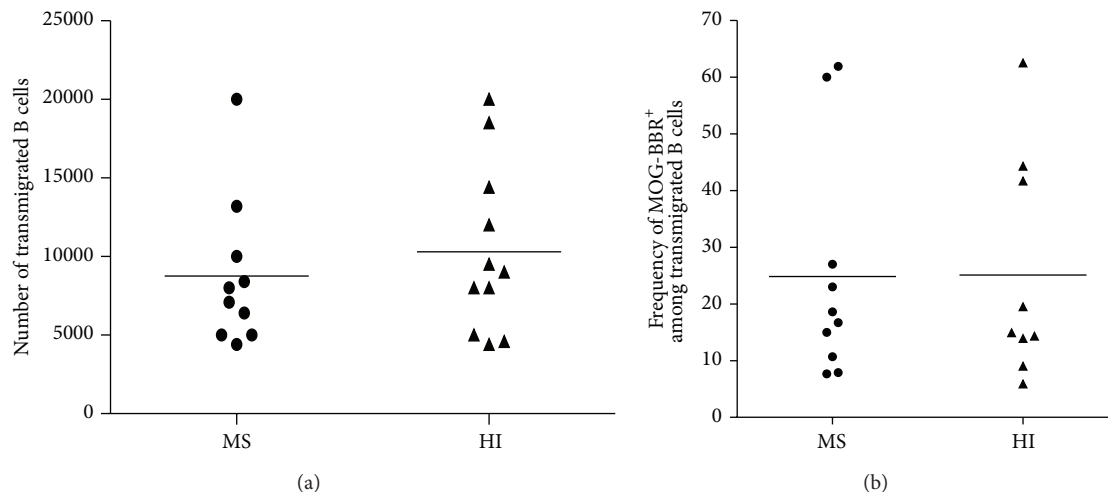 Number of transmigrated B cells
25000
20000
15000
10000
5000
0
MS
HI
(a)
Frequency of MOG-BBR⁺
among transmigrated B cells
70
60
50
40
30
20
10
0
MS
HI
(b)